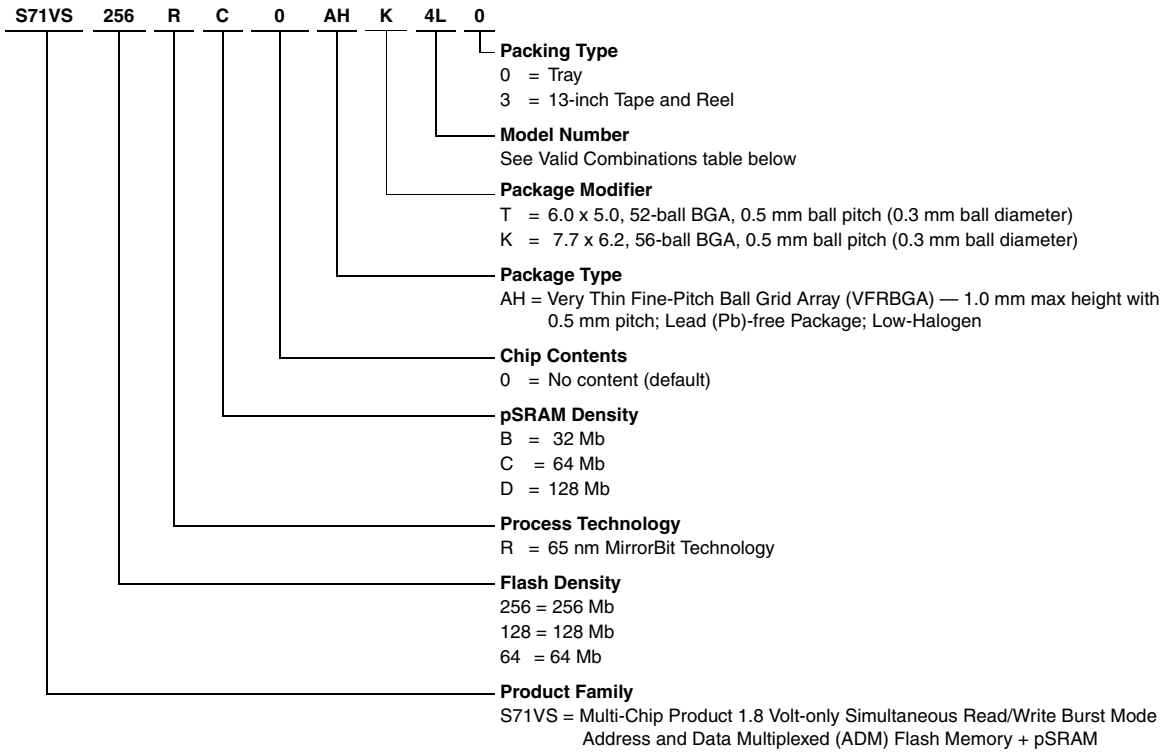 S71VS 256 R C 0 AH K 4L 0
Packing Type
0 = Tray
3 = 13-inch Tape and Reel
Model Number
See Valid Combinations table below
Package Modifier
T = 6.0 x 5.0, 52-ball BGA, 0.5 mm ball pitch (0.3 mm ball diameter)
K = 7.7 x 6.2, 56-ball BGA, 0.5 mm ball pitch (0.3 mm ball diameter)
Package Type
AH = Very Thin Fine-Pitch Ball Grid Array (VFRBGA) — 1.0 mm max height with
0.5 mm pitch; Lead (Pb)-free Package; Low-Halogen
Chip Contents
0 = No content (default)
pSRAM Density
B = 32 Mb
C = 64 Mb
D = 128 Mb
Process Technology
R = 65 nm MirrorBit Technology
Flash Density
256 = 256 Mb
128 = 128 Mb
64 = 64 Mb
Product Family
S71VS = Multi-Chip Product 1.8 Volt-only Simultaneous Read/Write Burst Mode
Address and Data Multiplexed (ADM) Flash Memory + pSRAM